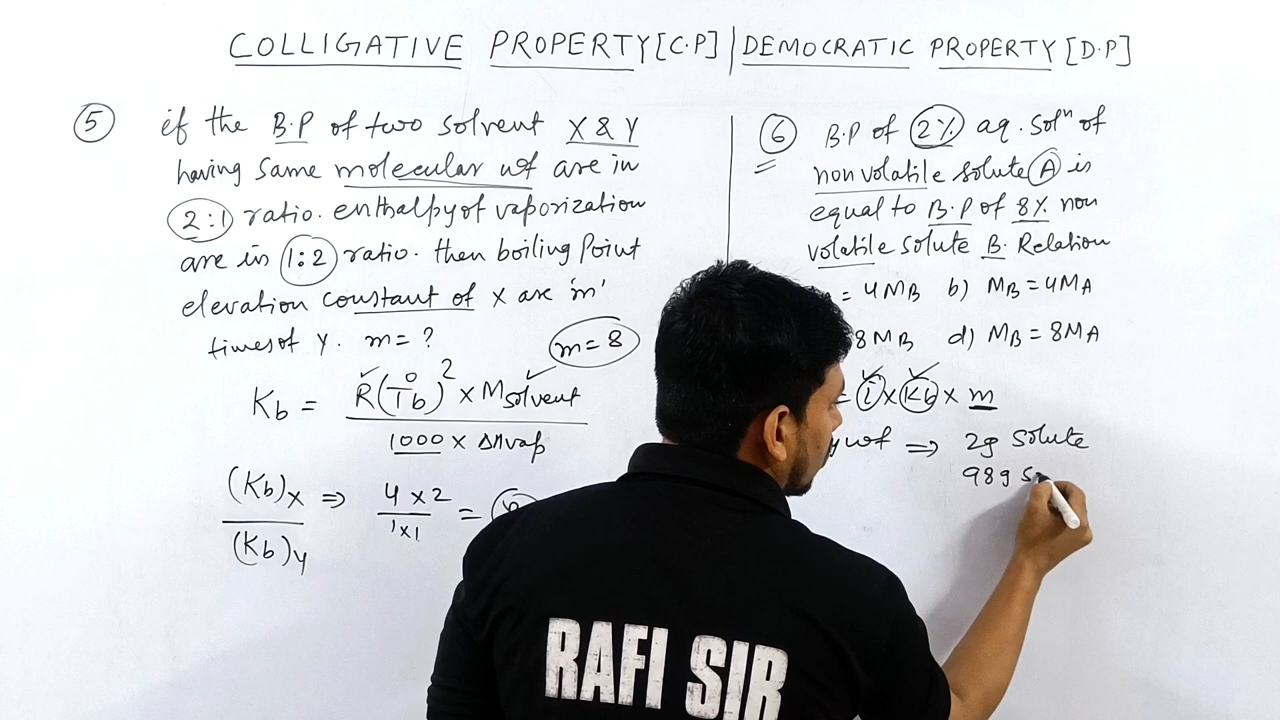 COLLIGATIVE PROPERTY [C.P] | DEMOCRATIC PROPERTY [D.P]
5 if the B.P of two solvent X & Y
having same molecular wt are in
2:1 ratio. enthalpy of vaporization
are in 1:2 ratio. then boiling point
elevation constant of X are 'm'
times of Y. m = ?
m = 8
Kb = R(T°b)² × Msolvent
1000 × ΔHvap
(Kb)X ⇒ 4 × 2 =
(Kb)Y 1×1
6 B.P of 2% aq. solⁿ of
non volatile solute A is
equal to B.P of 8% non
volatile solute B. Relation
= 4MB b) MB = 4MA
8MB d) MB = 8MA
= i × Kb × m
wt ⇒ 2g solute
98g S
RAFI SIR